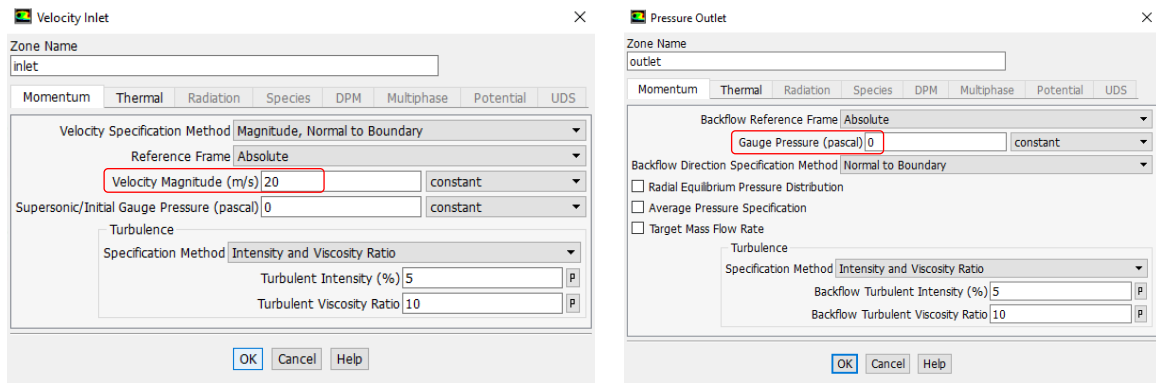 Velocity Inlet
Zone Name
inlet
Momentum Thermal Radiation Species DPM Multiphase Potential UDS
Velocity Specification Method Magnitude, Normal to Boundary
Reference Frame Absolute
Velocity Magnitude (m/s) 20 constant
Supersonic/Initial Gauge Pressure (pascal) 0 constant
Turbulence
Specification Method Intensity and Viscosity Ratio
Turbulent Intensity (%) 5 P
Turbulent Viscosity Ratio 10 P
OK Cancel Help
Pressure Outlet
Zone Name
outlet
Momentum Thermal Radiation Species DPM Multiphase Potential UDS
Backflow Reference Frame Absolute
Gauge Pressure (pascal) 0 constant
Backflow Direction Specification Method Normal to Boundary
Radial Equilibrium Pressure Distribution
Average Pressure Specification
Target Mass Flow Rate
Turbulence
Specification Method Intensity and Viscosity Ratio
Backflow Turbulent Intensity (%) 5 P
Backflow Turbulent Viscosity Ratio 10 P
OK Cancel Help